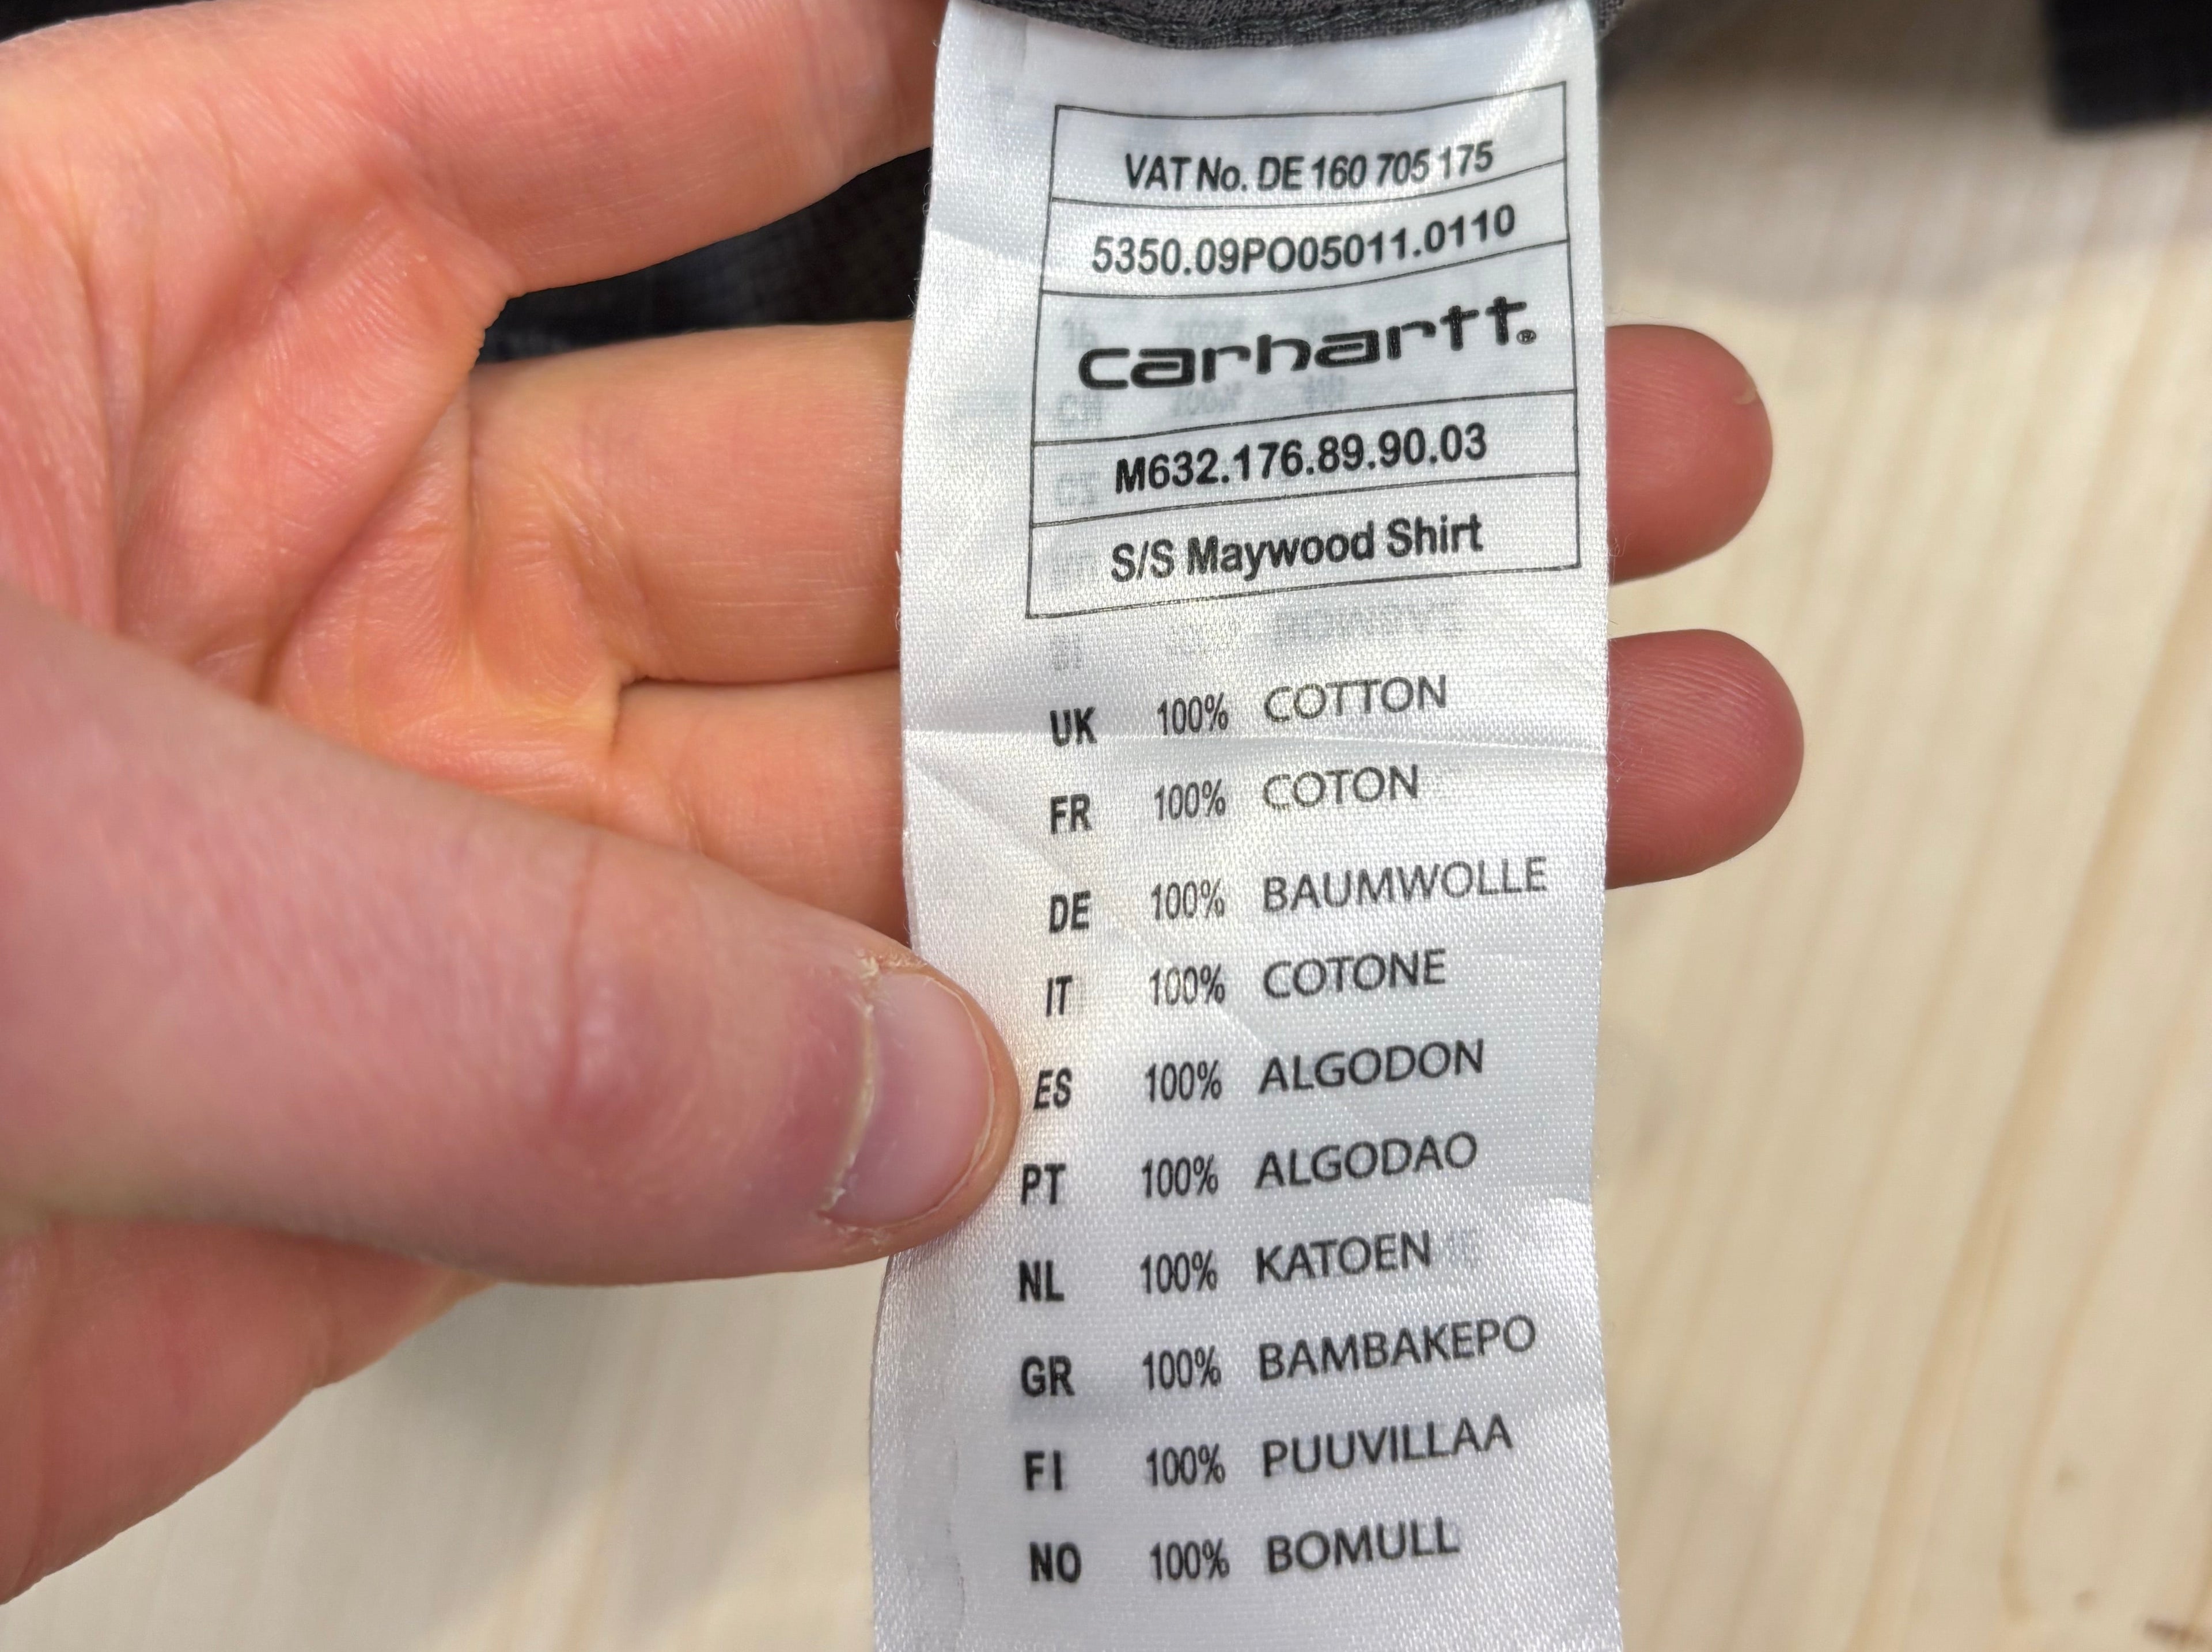 VAT No. DE 160 705 175
5350.09PO05011.0110
carhartt®
M632.176.89.90.03
S/S Maywood Shirt
UK 100% COTTON
FR 100% COTON
DE 100% BAUMWOLLE
IT 100% COTONE
ES 100% ALGODON
PT 100% ALGODAO
NL 100% KATOEN
GR 100% BAMBAKEPO
FI 100% PUUVILLAA
NO 100% BOMULL